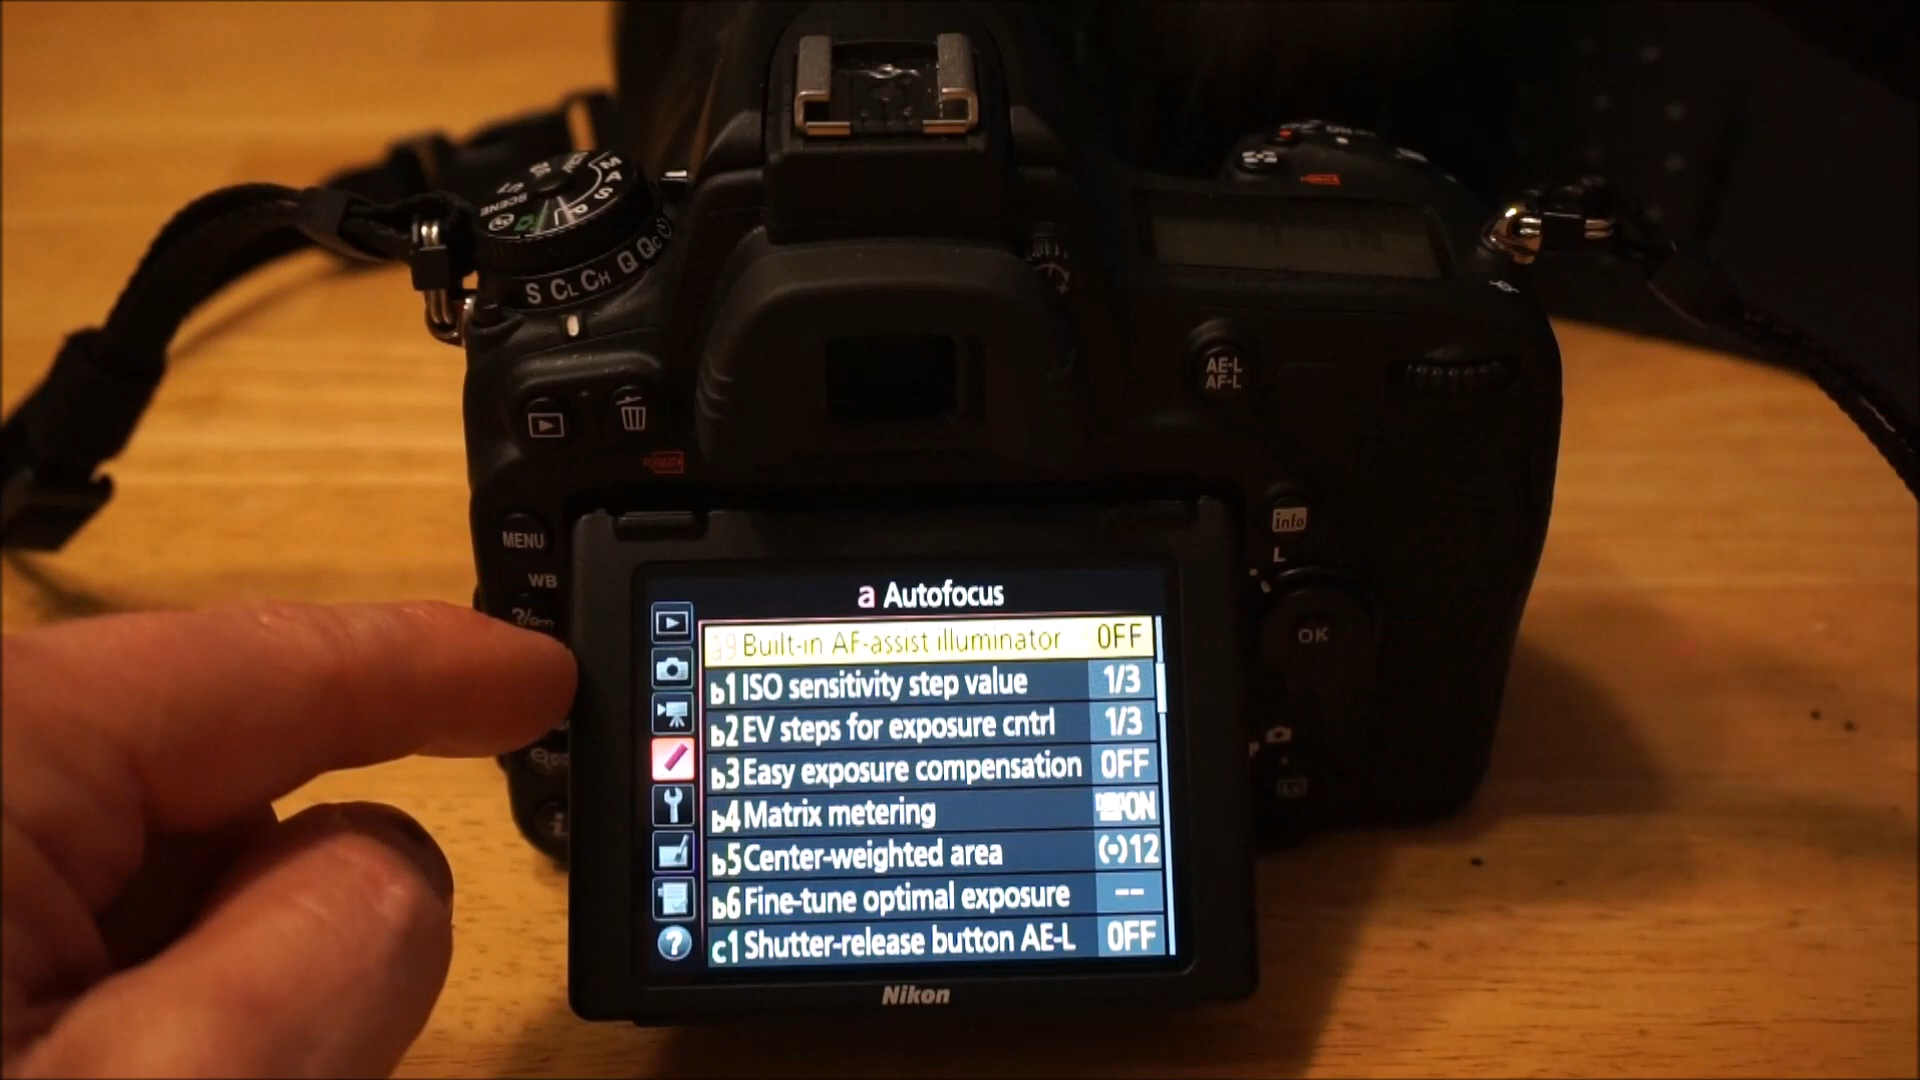 M
A
S
P
SCENE
S CL CH Q QC
AE-L
AF-L
MENU
WB
info
L
OK
a Autofocus
a9 Built-in AF-assist illuminator OFF
b1 ISO sensitivity step value 1/3
b2 EV steps for exposure cntrl 1/3
b3 Easy exposure compensation OFF
b4 Matrix metering ON
b5 Center-weighted area (•)12
b6 Fine-tune optimal exposure --
c1 Shutter-release button AE-L OFF
?
i
Lv
Nikon